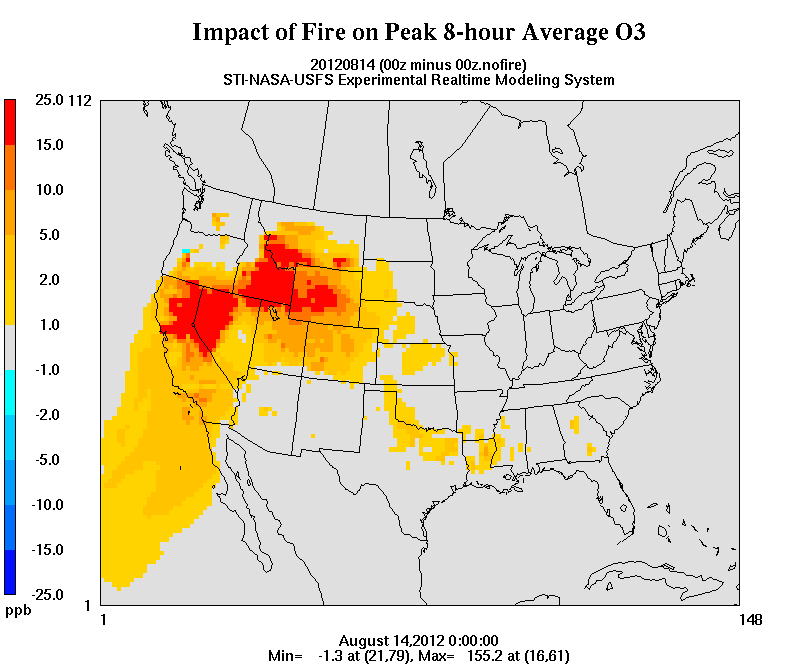 Impact of Fire on Peak 8-hour Average O3
20120814 (00z minus 00z.nofire)
STI-NASA-USFS Experimental Realtime Modeling System
25.0
15.0
10.0
5.0
2.0
1.0
-1.0
-2.0
-5.0
-10.0
-15.0
-25.0
ppb
112
1
1
148
August 14,2012 0:00:00
Min= -1.3 at (21,79), Max= 155.2 at (16,61)